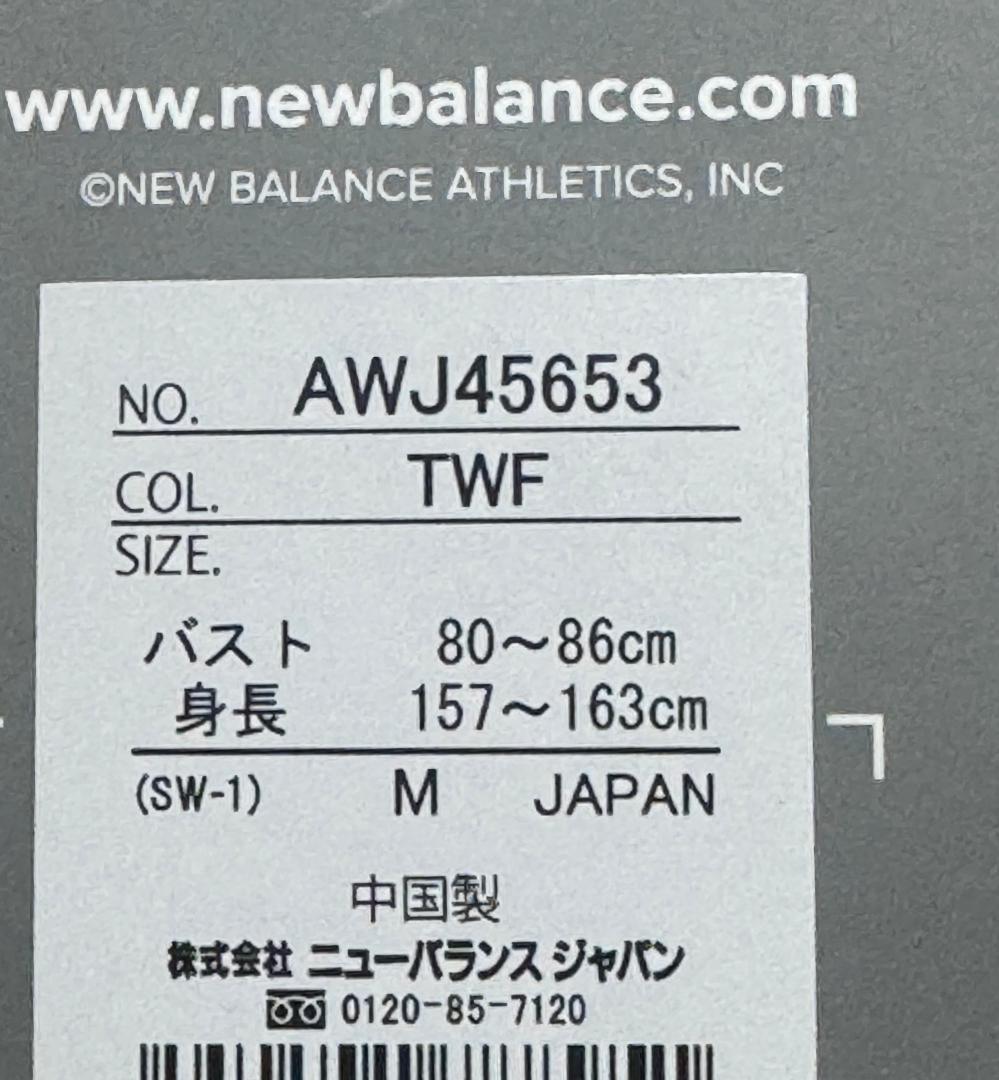 www.newbalance.com
©NEW BALANCE ATHLETICS, INC
NO. AWJ45653
COL. TWF
SIZE.
バスト 80〜86cm
身長 157〜163cm
(SW-1) M JAPAN
中国製
株式会社 ニューバランス ジャパン
0120-85-7120